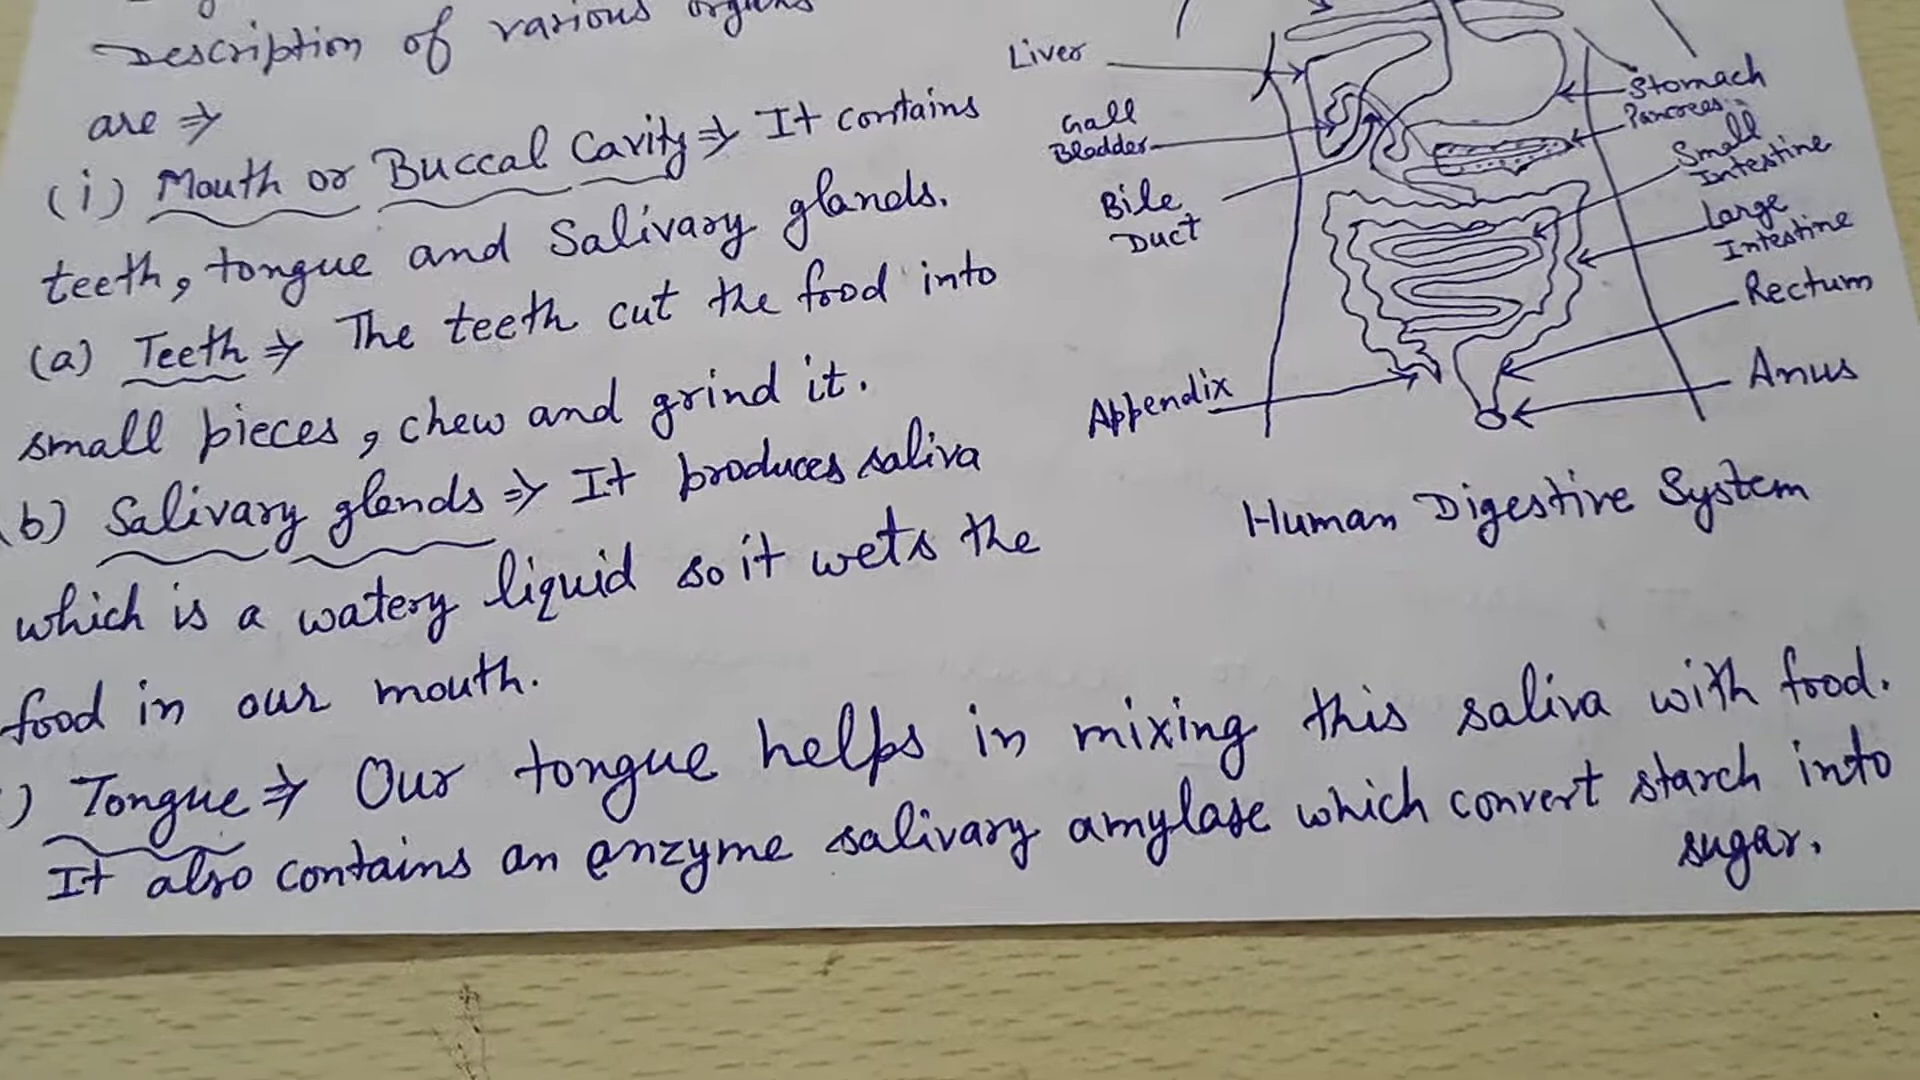 Description of various organs
are ⇒
(i) Mouth or Buccal Cavity ⇒ It contains
teeth, tongue and Salivary glands.
(a) Teeth ⇒ The teeth cut the food into
small pieces, chew and grind it.
b) Salivary glands ⇒ It produces saliva
which is a watery liquid so it wets the
food in our mouth.
) Tongue ⇒ Our tongue helps in mixing this saliva with food.
It also contains an enzyme salivary amylase which convert starch into
sugar.
Liver
Gall
Bladder
Bile
Duct
Appendix
Stomach
Pancreas
Small
Intestine
Large
Intestine
Rectum
Anus
Human Digestive System